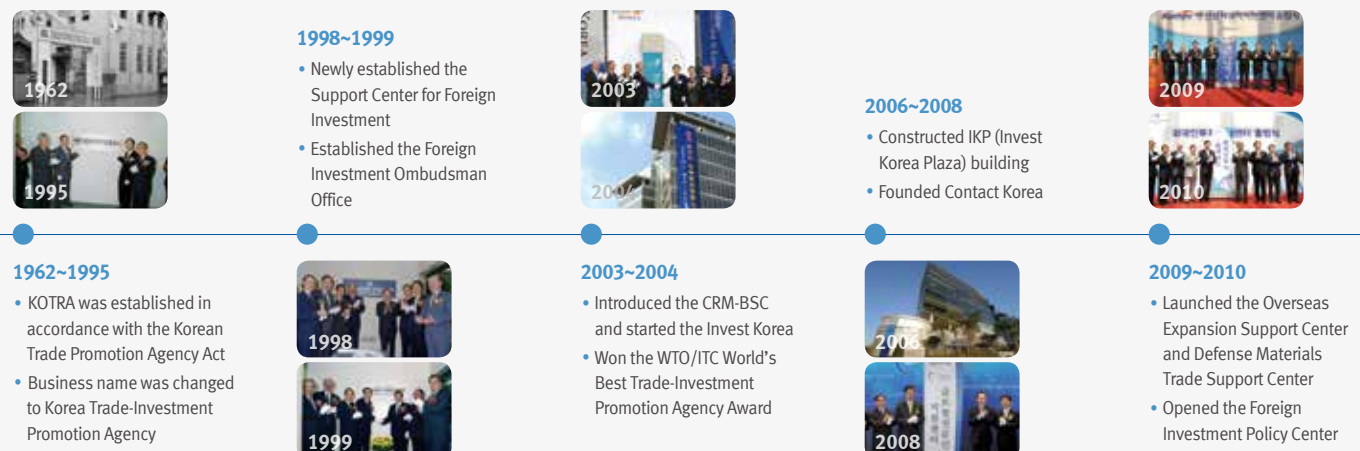 1962
1995
1962~1995
• KOTRA was established in
accordance with the Korean
Trade Promotion Agency Act
• Business name was changed
to Korea Trade-Investment
Promotion Agency
1998~1999
• Newly established the
Support Center for Foreign
Investment
• Established the Foreign
Investment Ombudsman
Office
1998
1999
2003
2004
2003~2004
• Introduced the CRM-BSC
and started the Invest Korea
• Won the WTO/ITC World's
Best Trade-Investment
Promotion Agency Award
2006~2008
• Constructed IKP (Invest
Korea Plaza) building
• Founded Contact Korea
2006
2008
2009
2010
2009~2010
• Launched the Overseas
Expansion Support Center
and Defense Materials
Trade Support Center
• Opened the Foreign
Investment Policy Center